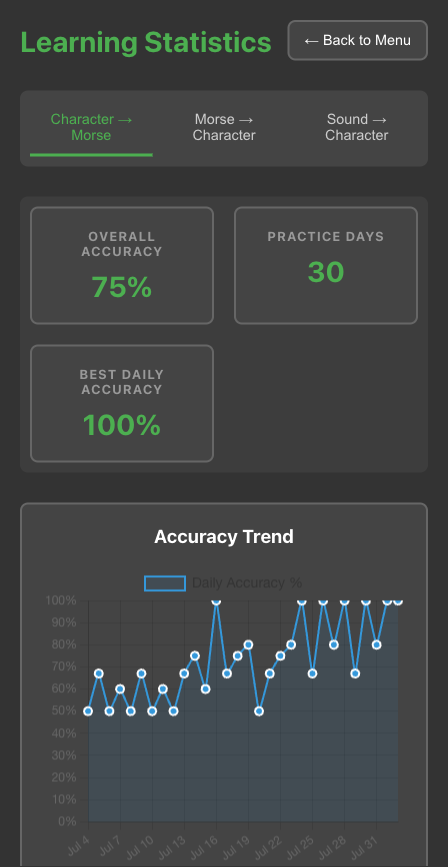 Learning Statistics
← Back to Menu
Character →
Morse
Morse →
Character
Sound →
Character
OVERALL
ACCURACY
75%
PRACTICE DAYS
30
BEST DAILY
ACCURACY
100%
Accuracy Trend
Daily Accuracy %
100%
90%
80%
70%
60%
50%
40%
30%
20%
10%
0%
Jul 4
Jul 7
Jul 10
Jul 13
Jul 16
Jul 19
Jul 22
Jul 25
Jul 28
Jul 31